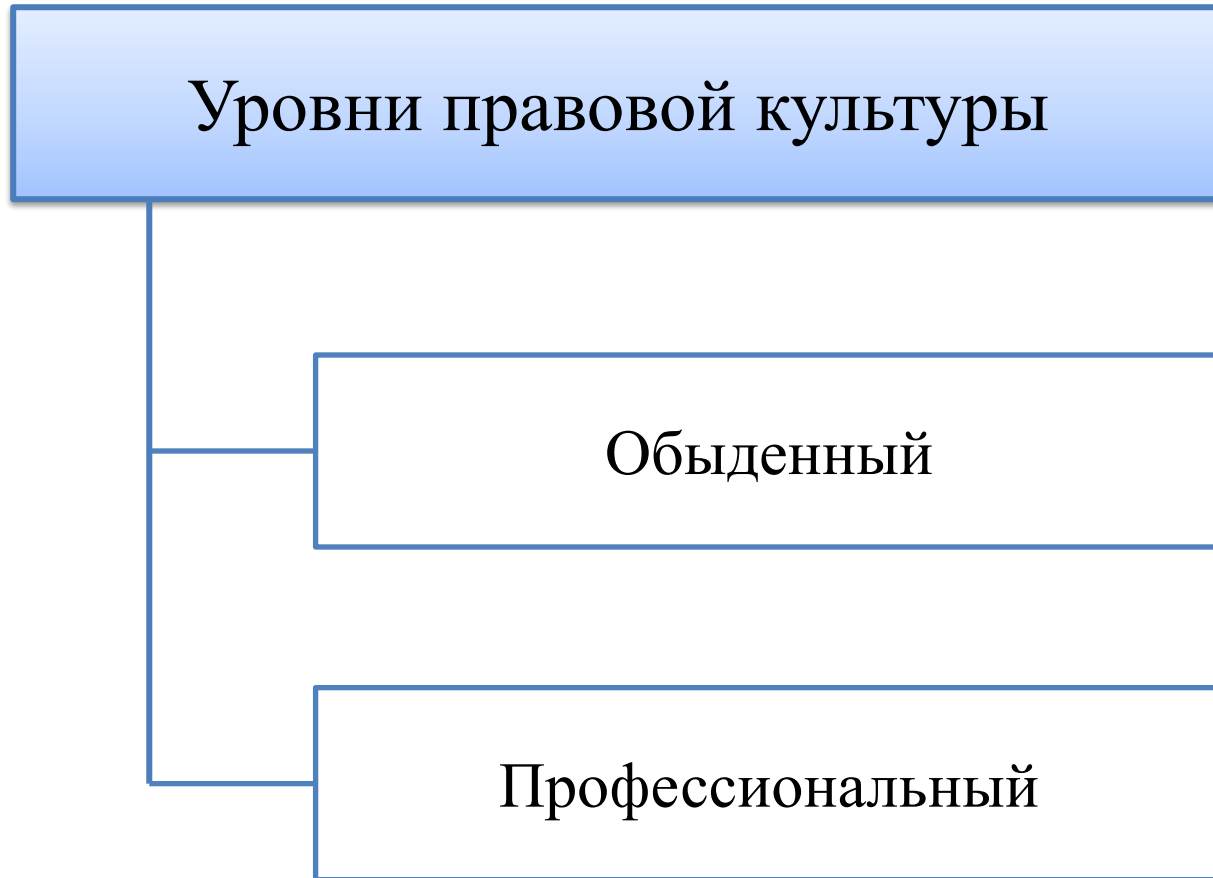 Уровни правовой культуры
Обыденный
Профессиональный